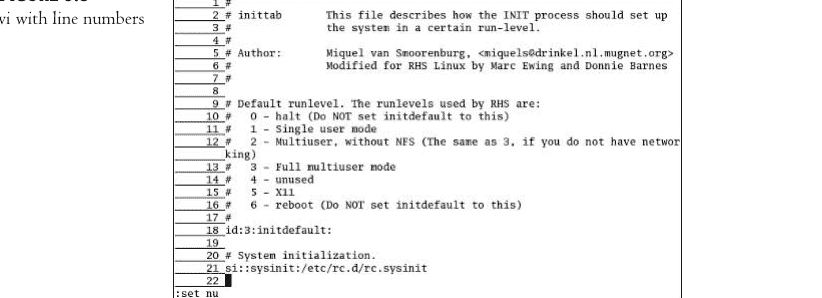 vi with line numbers
1 #
2 # inittab This file describes how the INIT process should set up
3 # the system in a certain run-level.
4 #
5 # Author: Miquel van Smoorenburg, <miquels@drinkel.nl.mugnet.org>
6 # Modified for RHS Linux by Marc Ewing and Donnie Barnes
7 #
8
9 # Default runlevel. The runlevels used by RHS are:
10 # 0 - halt (Do NOT set initdefault to this)
11 # 1 - Single user mode
12 # 2 - Multiuser, without NFS (The same as 3, if you do not have networ
king)
13 # 3 - Full multiuser mode
14 # 4 - unused
15 # 5 - X11
16 # 6 - reboot (Do NOT set initdefault to this)
17 #
18 id:3:initdefault:
19
20 # System initialization.
21 si::sysinit:/etc/rc.d/rc.sysinit
22
:set nu